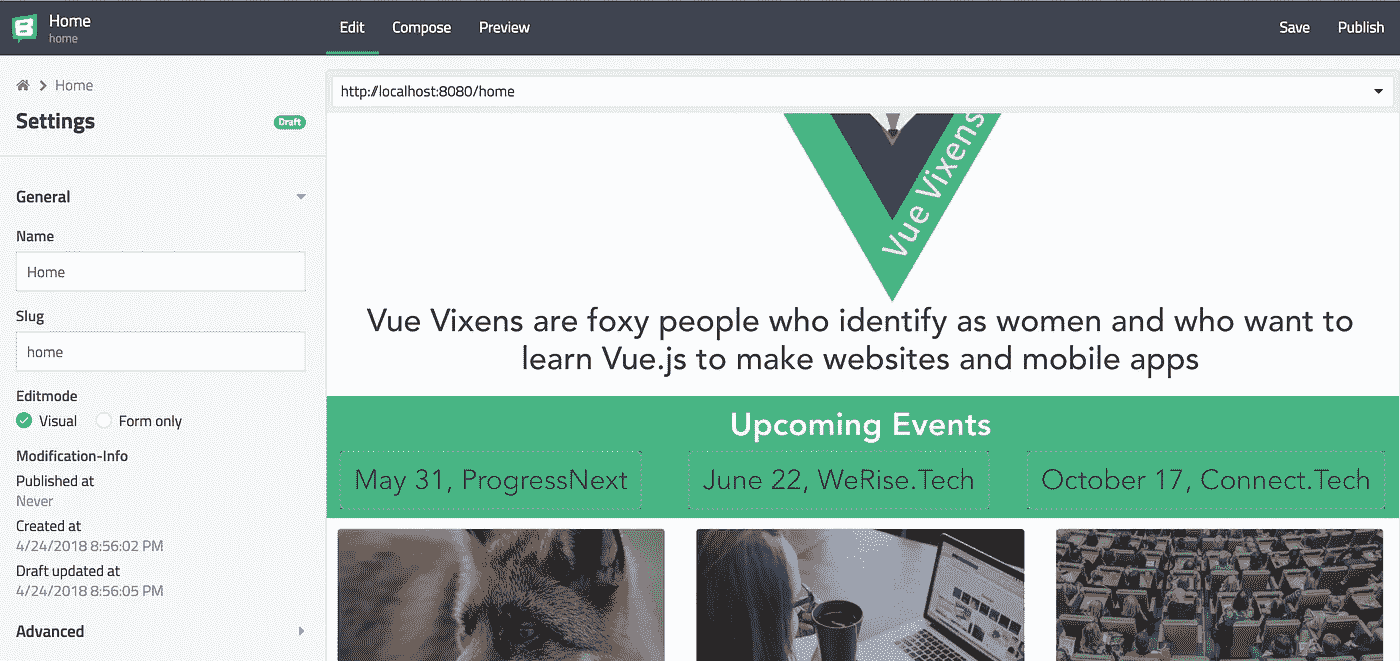 Home
home
Edit
Compose
Preview
Save
Publish
Home
Settings
Draft
General
Name
Home
Slug
home
Editmode
Visual
Form only
Modification-Info
Published at
Never
Created at
4/24/2018 8:56:02 PM
Draft updated at
4/24/2018 8:56:05 PM
Advanced
http://localhost:8080/home
Vue Vixens
Vue Vixens are foxy people who identify as women and who want to
learn Vue.js to make websites and mobile apps
Upcoming Events
May 31, ProgressNext
June 22, WeRise.Tech
October 17, Connect.Tech